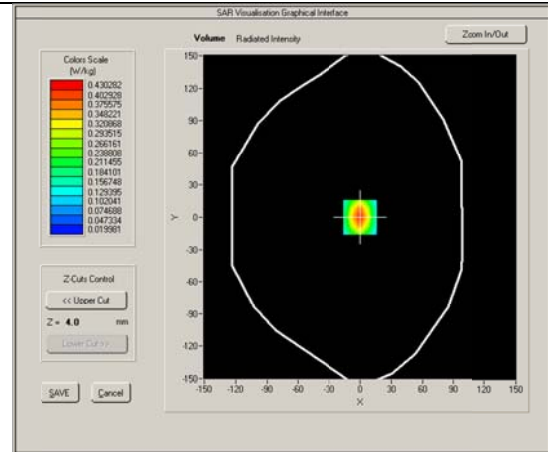 SAR Visualisation Graphical Interface
Volume Radiated Intensity
Zoom In/Out
Colors Scale
(W/kg)
0.430282
0.402928
0.375575
0.348221
0.320868
0.293515
0.266161
0.238808
0.211455
0.184101
0.156748
0.129395
0.102041
0.074688
0.047334
0.019981
Z-Cuts Control
<< Upper Cut
Z = 4.0 mm
Lower Cut >>
SAVE Cancel
150
120
90
60
30
0
-30
-60
-90
-120
-150
Y
-150 -120 -90 -60 -30 0 30 60 90 120 150
X